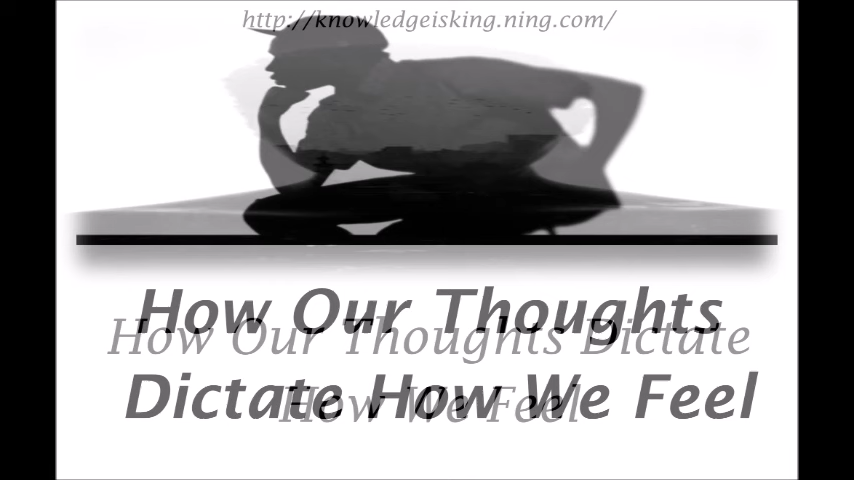 http://knowledgeisking.ning.com/
How Our Thoughts
How Our Thoughts Dictate
Dictate How We Feel
How We Feel